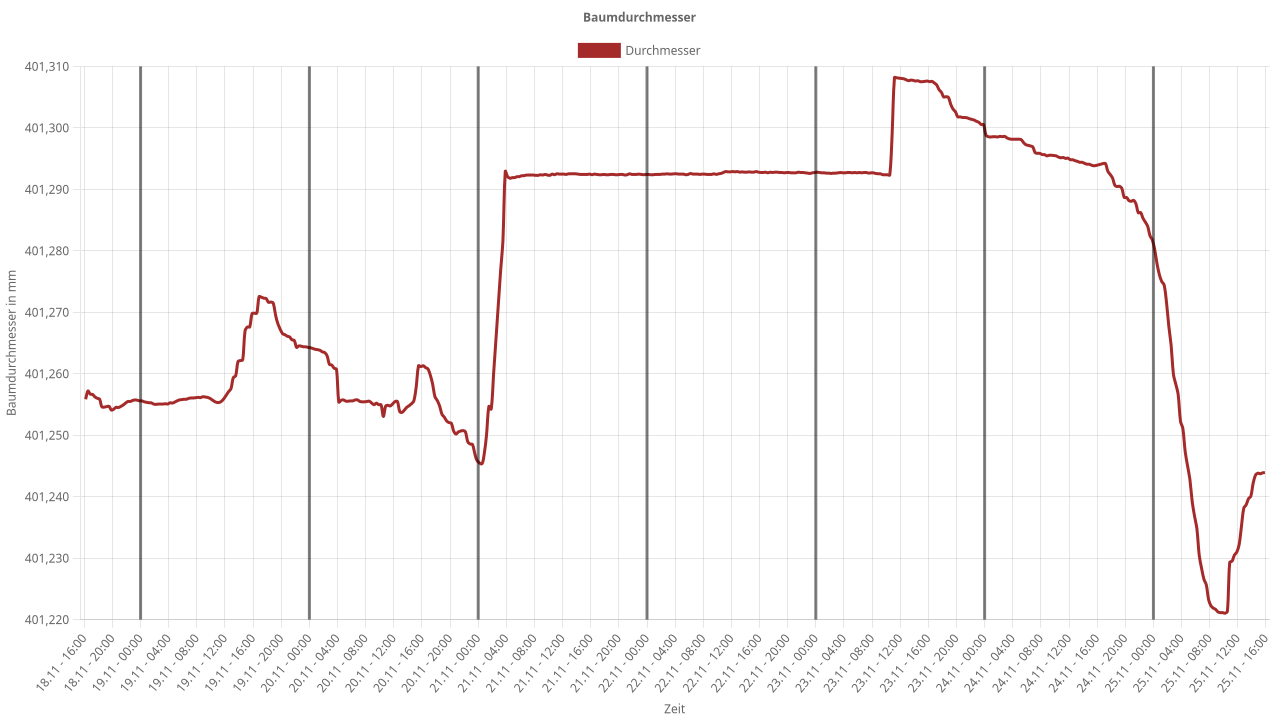 Baumdurchmesser
Durchmesser
401,310
401,300
401,290
401,280
401,270
401,260
401,250
401,240
401,230
401,220
Baumdurchmesser in mm
18.11 - 16:00
18.11 - 20:00
19.11 - 00:00
19.11 - 04:00
19.11 - 08:00
19.11 - 12:00
19.11 - 16:00
19.11 - 20:00
20.11 - 00:00
20.11 - 04:00
20.11 - 08:00
20.11 - 12:00
20.11 - 16:00
20.11 - 20:00
21.11 - 00:00
21.11 - 04:00
21.11 - 08:00
21.11 - 12:00
21.11 - 16:00
21.11 - 20:00
22.11 - 00:00
22.11 - 04:00
22.11 - 08:00
22.11 - 12:00
22.11 - 16:00
22.11 - 20:00
23.11 - 00:00
23.11 - 04:00
23.11 - 08:00
23.11 - 12:00
23.11 - 16:00
23.11 - 20:00
24.11 - 00:00
24.11 - 04:00
24.11 - 08:00
24.11 - 12:00
24.11 - 16:00
24.11 - 20:00
25.11 - 00:00
25.11 - 04:00
25.11 - 08:00
25.11 - 12:00
25.11 - 16:00
Zeit